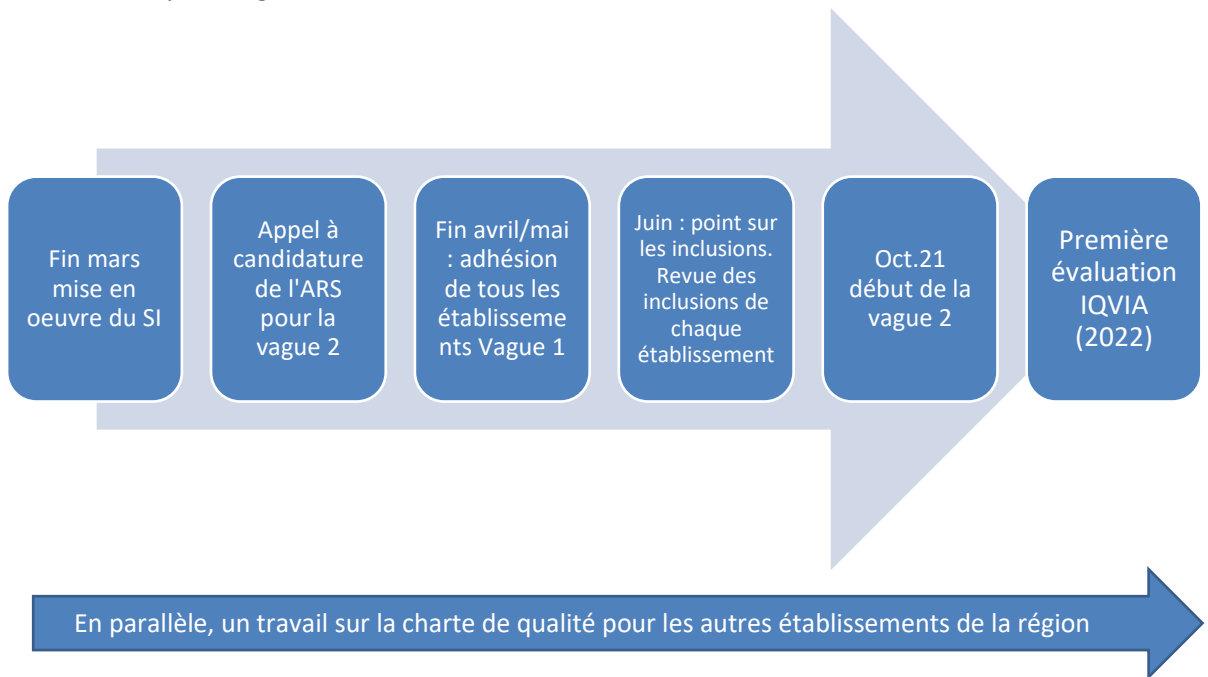 Fin mars
mise en
oeuvre du SI
Appel à
candidature
de l'ARS
pour la
vague 2
Fin avril/mai
: adhésion
de tous les
établisseme
nts Vague 1
Juin : point sur
les inclusions.
Revue des
inclusions de
chaque
établissement
Oct.21
début de la
vague 2
Première
évaluation
IQVIA
(2022)
En parallèle, un travail sur la charte de qualité pour les autres établissements de la région